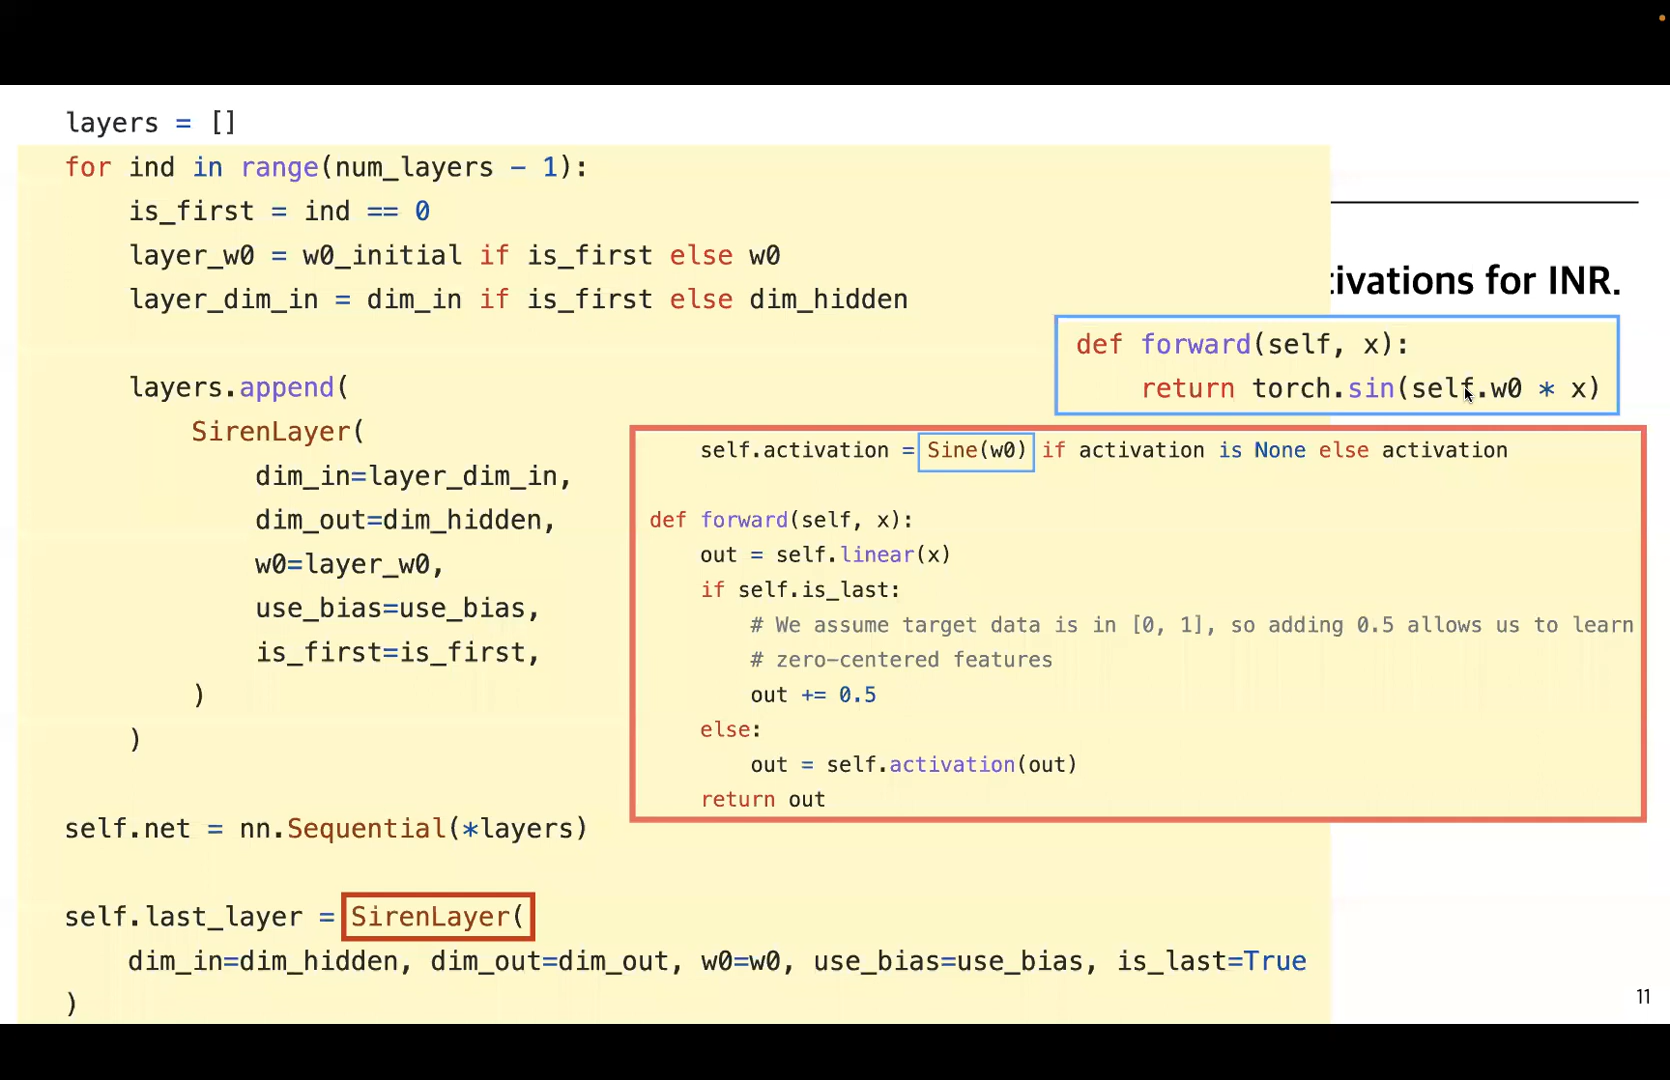 layers = []
for ind in range(num_layers - 1):
    is_first = ind == 0
    layer_w0 = w0_initial if is_first else w0
    layer_dim_in = dim_in if is_first else dim_hidden
    layers.append(
        SirenLayer(
            dim_in=layer_dim_in,
            dim_out=dim_hidden,
            w0=layer_w0,
            use_bias=use_bias,
            is_first=is_first,
        )
    )
self.net = nn.Sequential(*layers)
self.last_layer = SirenLayer(
    dim_in=dim_hidden, dim_out=dim_out, w0=w0, use_bias=use_bias, is_last=True
)
tivations for INR.
def forward(self, x):
    return torch.sin(self.w0 * x)
    self.activation = Sine(w0) if activation is None else activation
def forward(self, x):
    out = self.linear(x)
    if self.is_last:
        # We assume target data is in [0, 1], so adding 0.5 allows us to learn
        # zero-centered features
        out += 0.5
    else:
        out = self.activation(out)
    return out
11